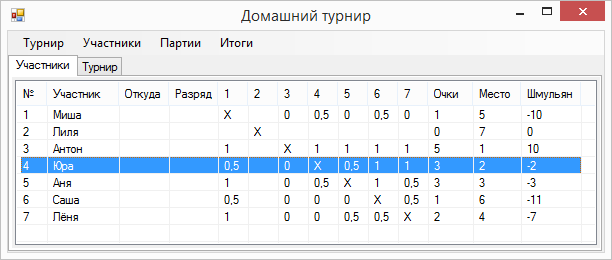 Домашний турнир
Турнир Участники Партии Итоги
Участники Турнир
№ Участник Откуда Разряд 1 2 3 4 5 6 7 Очки Место Шмульян
1 Миша X 0 0,5 0 0,5 0 1 5 -10
2 Лиля X 0 7 0
3 Антон 1 X 1 1 1 1 5 1 10
4 Юра 0,5 0 X 0,5 1 1 3 2 -2
5 Аня 1 0 0,5 X 1 0,5 3 3 -3
6 Саша 0,5 0 0 0 X 0,5 1 6 -11
7 Лёня 1 0 0 0,5 0,5 X 2 4 -7